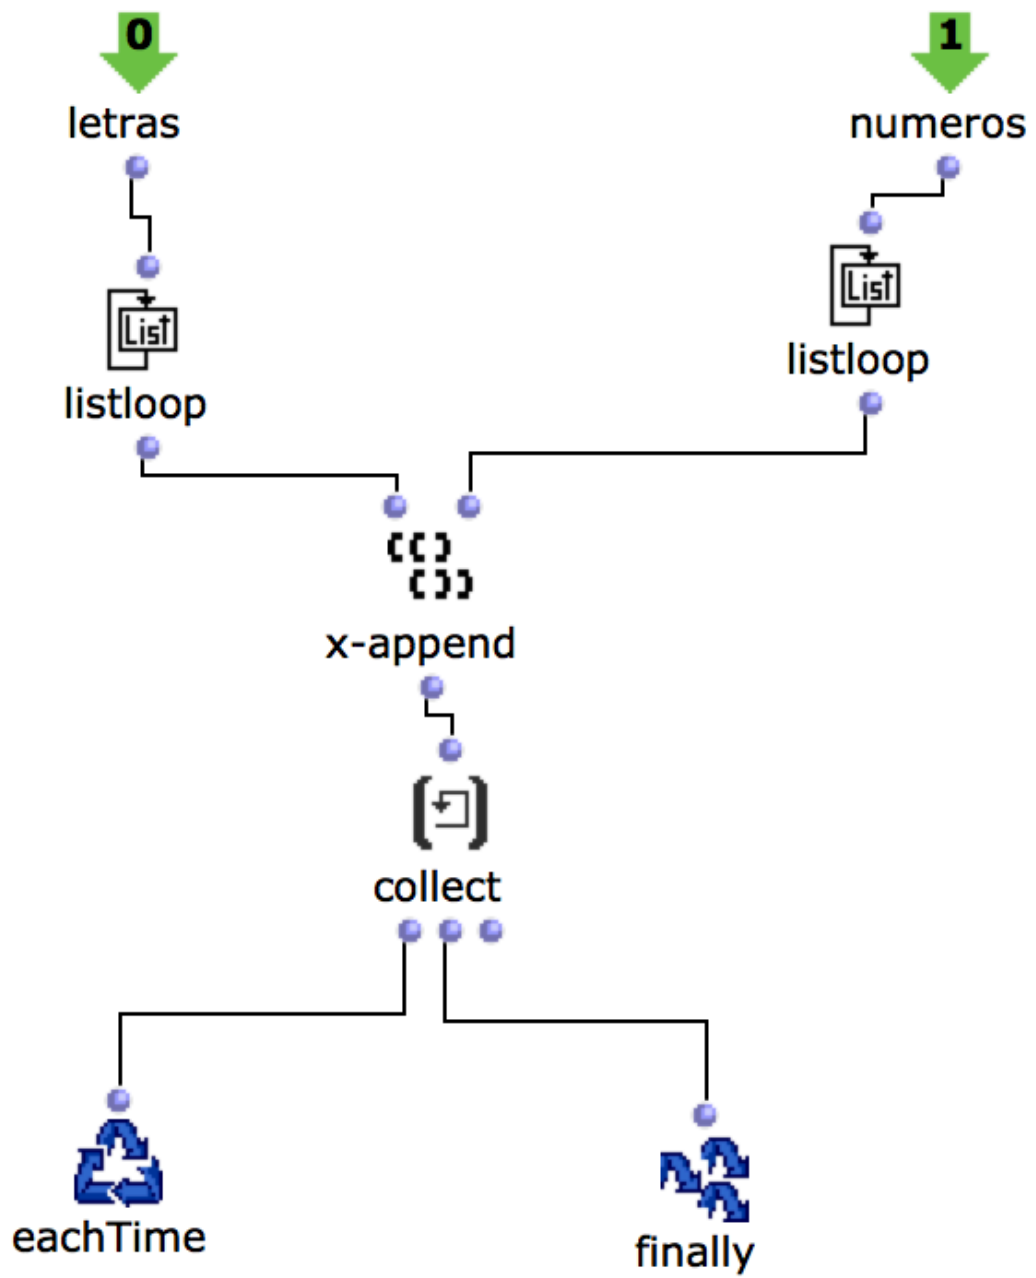 0
1
letras
numeros
List
List
listloop
listloop
x-append
collect
eachTime
finally